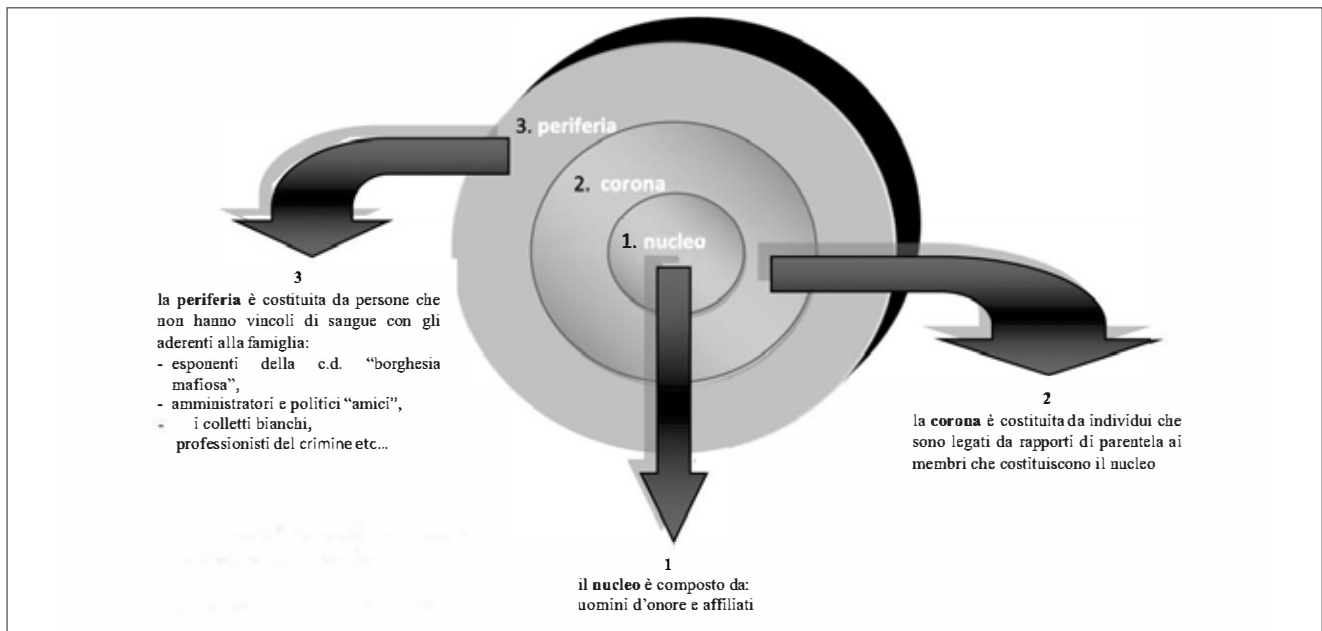 3. periferia
2. corona
1. nucleo
3
la periferia è costituita da persone che
non hanno vincoli di sangue con gli
aderenti alla famiglia:
- esponenti della c.d. “borghesia
mafiosa”,
- amministratori e politici “amici”,
- i colletti bianchi,
professionisti del crimine etc...
2
la corona è costituita da individui che
sono legati da rapporti di parentela ai
membri che costituiscono il nucleo
1
il nucleo è composto da:
uomini d’onore e affiliati